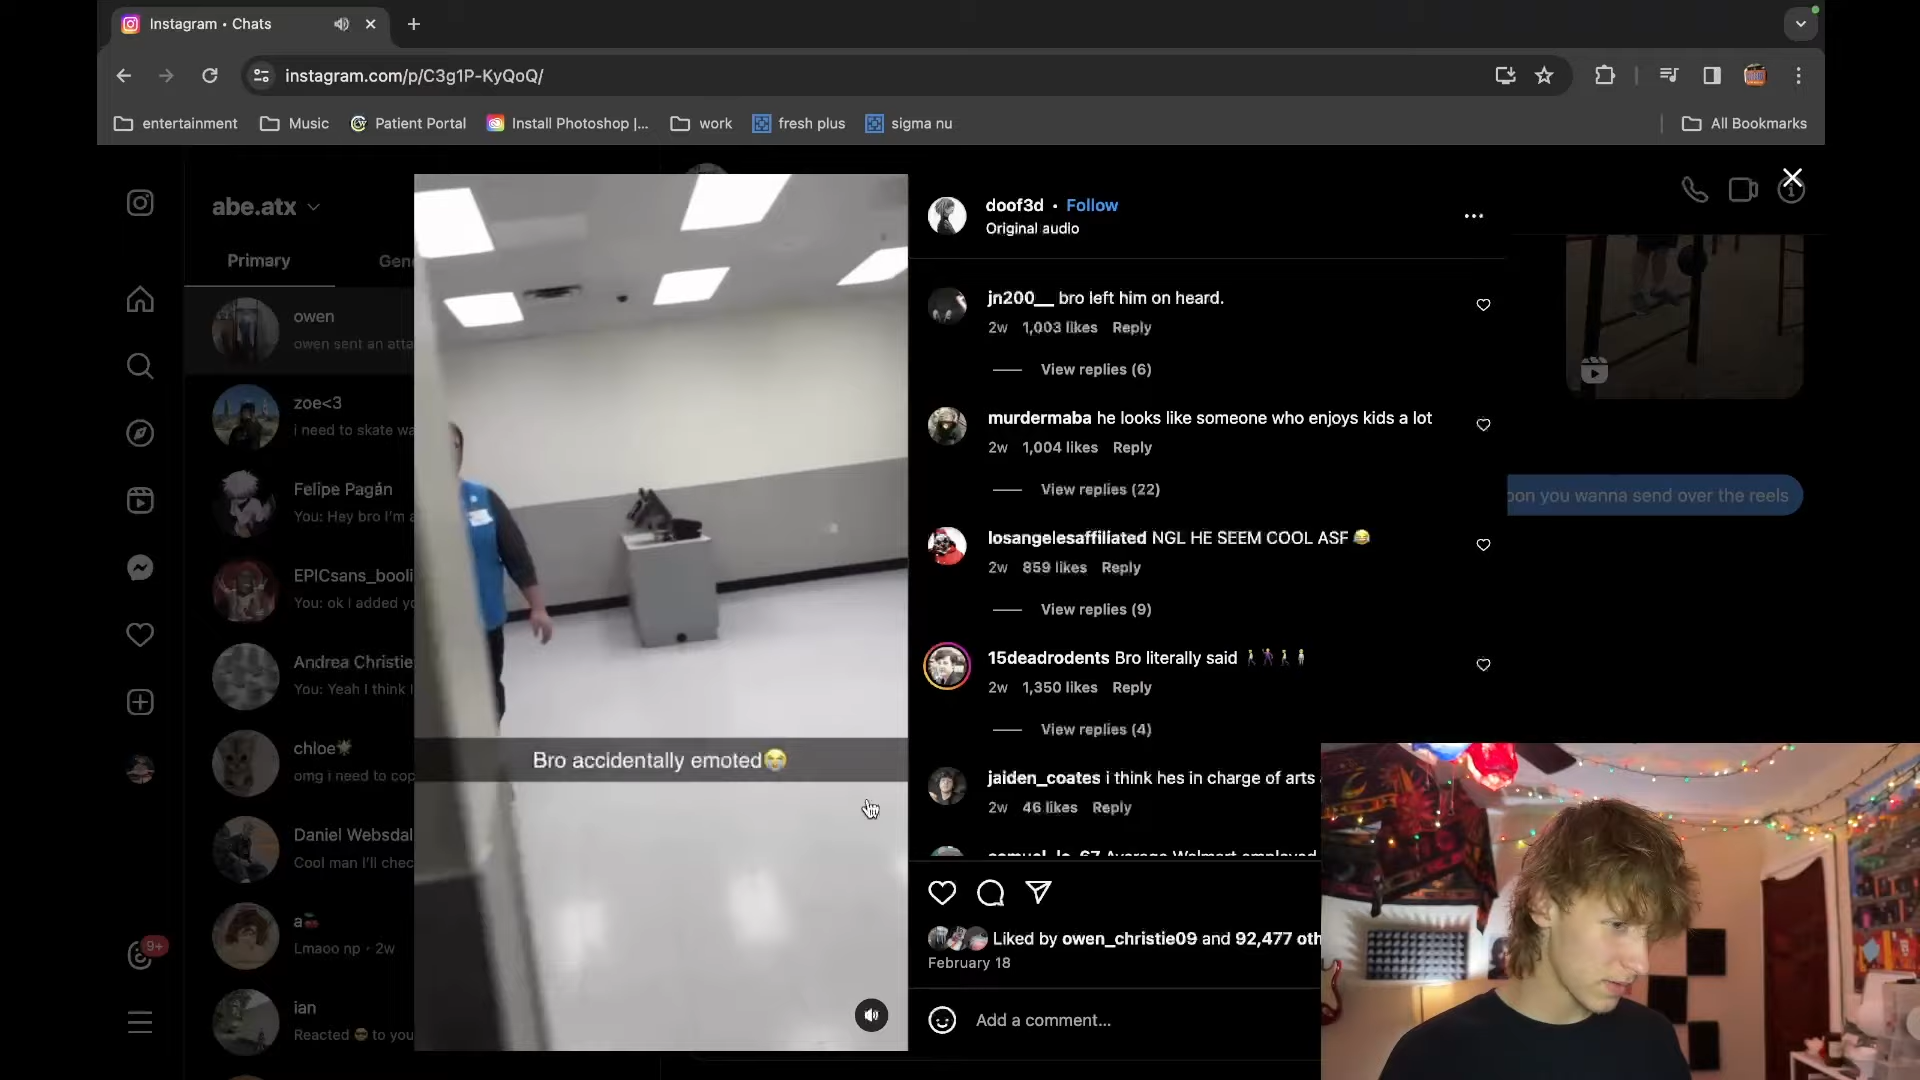 Instagram • Chats
instagram.com/p/C3g1P-KyQoQ/
entertainment
Music
Patient Portal
Install Photoshop |...
work
fresh plus
sigma nu
All Bookmarks
abe.atx
Primary
Gene
owen
owen sent an atta
zoe<3
i need to skate wa
Felipe Pagán
You: Hey bro I'm a
EPICsans_booli
You: ok I added yo
Andrea Christie
You: Yeah I think I
chloe
omg i need to cop
Daniel Websdal
Cool man I'll chec
a🍒
Lmaoo np · 2w
ian
Reacted 😎 to you
9+
Bro accidentally emoted😭
doof3d • Follow
Original audio
jn200__ bro left him on heard.
2w 1,003 likes Reply
View replies (6)
murdermaba he looks like someone who enjoys kids a lot
2w 1,004 likes Reply
View replies (22)
losangelesaffiliated NGL HE SEEM COOL ASF 😂
2w 859 likes Reply
View replies (9)
15deadrodents Bro literally said
2w 1,350 likes Reply
View replies (4)
jaiden_coates i think hes in charge of arts
2w 46 likes Reply
Liked by owen_christie09 and 92,477 oth
February 18
Add a comment...
you wanna send over the reels